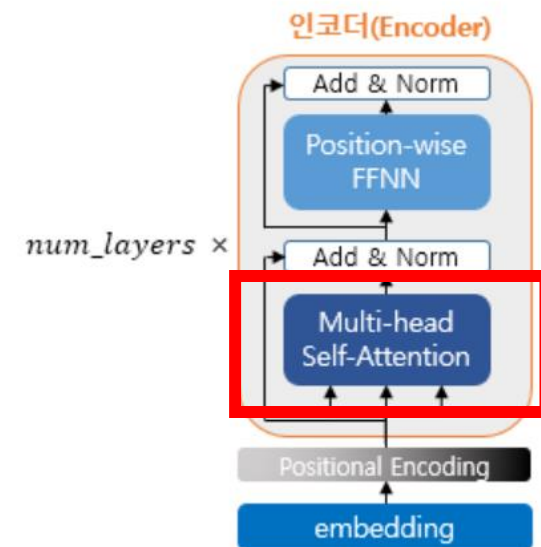 인코더(Encoder)
Add & Norm
Position-wise
FFNN
num_layers ×
Add & Norm
Multi-head
Self-Attention
Positional Encoding
embedding